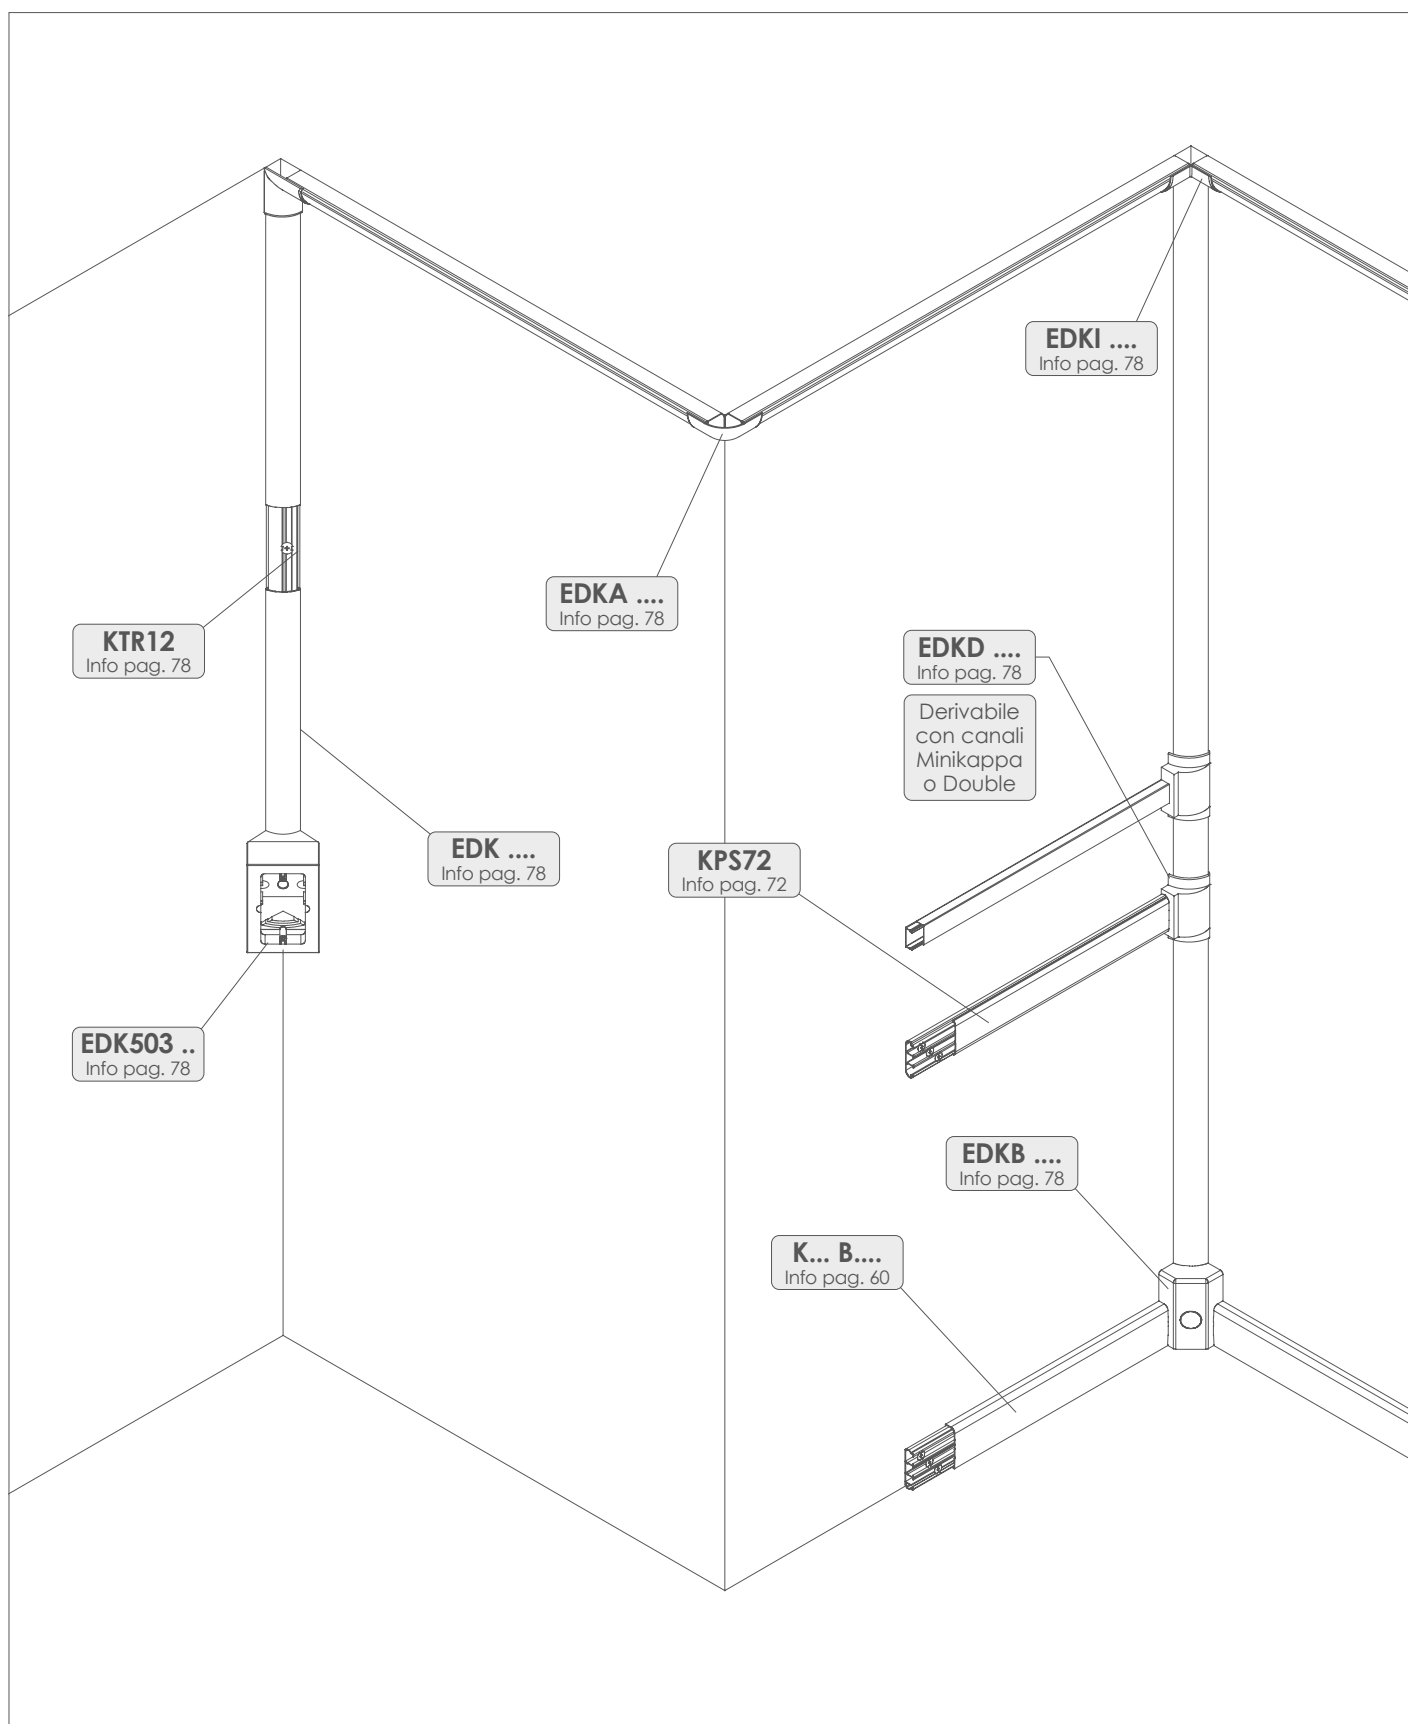 EDKI ....
Info pag. 78
EDKA ....
Info pag. 78
KTR12
Info pag. 78
EDKD ....
Info pag. 78
Derivabile
con canali
Minikappa
o Double
EDK ....
Info pag. 78
KPS72
Info pag. 72
EDK503 ..
Info pag. 78
EDKB ....
Info pag. 78
K... B....
Info pag. 60